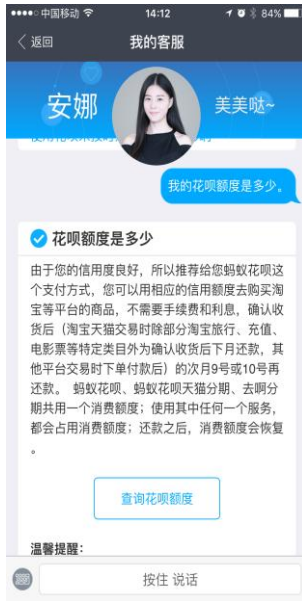 中国移动 14:12 84%
返回 我的客服
安娜 美美哒~
我的花呗额度是多少。
花呗额度是多少
由于您的信用度良好，所以推荐给您蚂蚁花呗这
个支付方式，您可以用相应的信用额度去购买淘
宝等平台的商品，不需要手续费和利息，确认收
货后（淘宝天猫交易时除部分淘宝旅行、充值、
电影票等特定类目外为确认收货后下月还款，其
他平台交易时下单付款后）的次月9号或10号再
还款。 蚂蚁花呗、蚂蚁花呗天猫分期、去啊分
期共用一个消费额度；使用其中任何一个服务，
都会占用消费额度；还款之后，消费额度会恢复
。
查询花呗额度
温馨提醒：
按住 说话